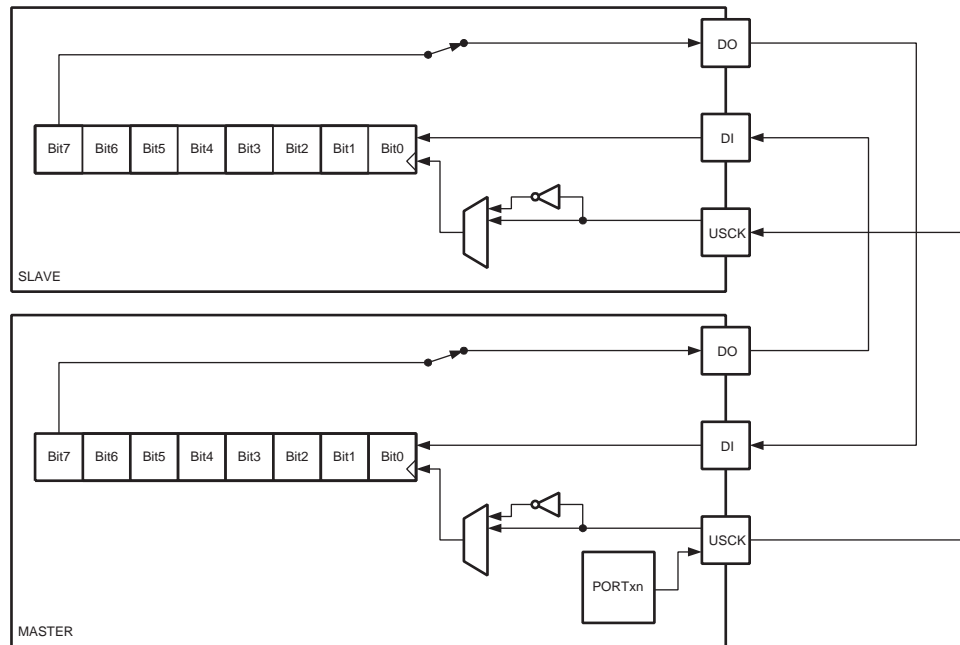 DO
Bit7 Bit6 Bit5 Bit4 Bit3 Bit2 Bit1 Bit0
DI
USCK
SLAVE
DO
Bit7 Bit6 Bit5 Bit4 Bit3 Bit2 Bit1 Bit0
DI
USCK
PORTxn
MASTER